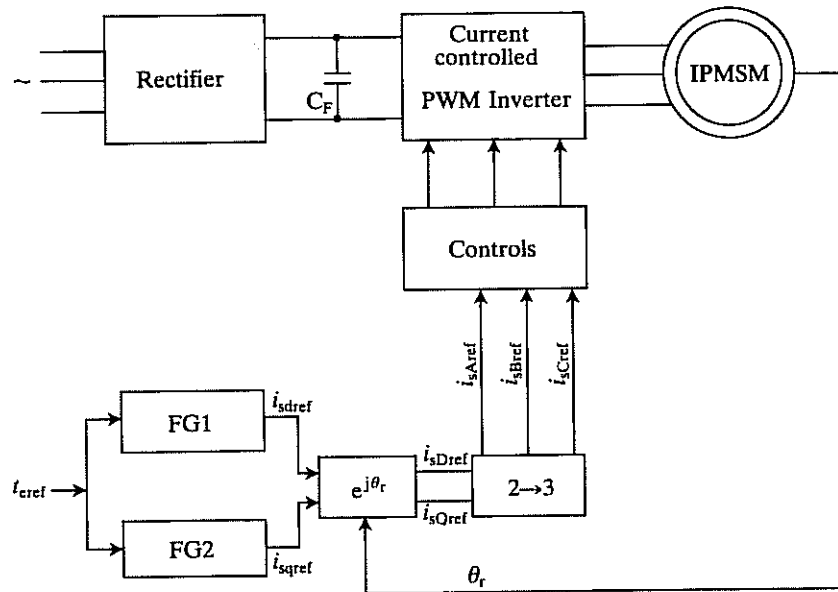 ~
Rectifier
C_F
Current
controlled
PWM Inverter
IPMSM
Controls
i_sAref
i_sBref
i_sCref
FG1
i_sdref
t_eref
e^jθ_r
i_sDref
i_sQref
2→3
FG2
i_sqref
θ_r